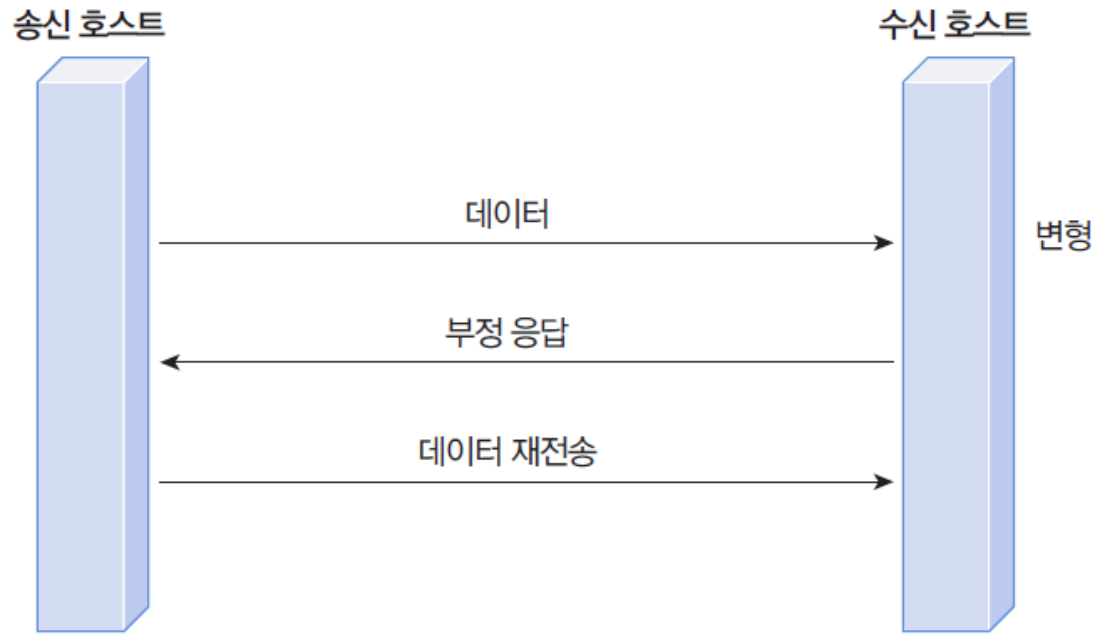 송신 호스트
수신 호스트
데이터
변형
부정 응답
데이터 재전송